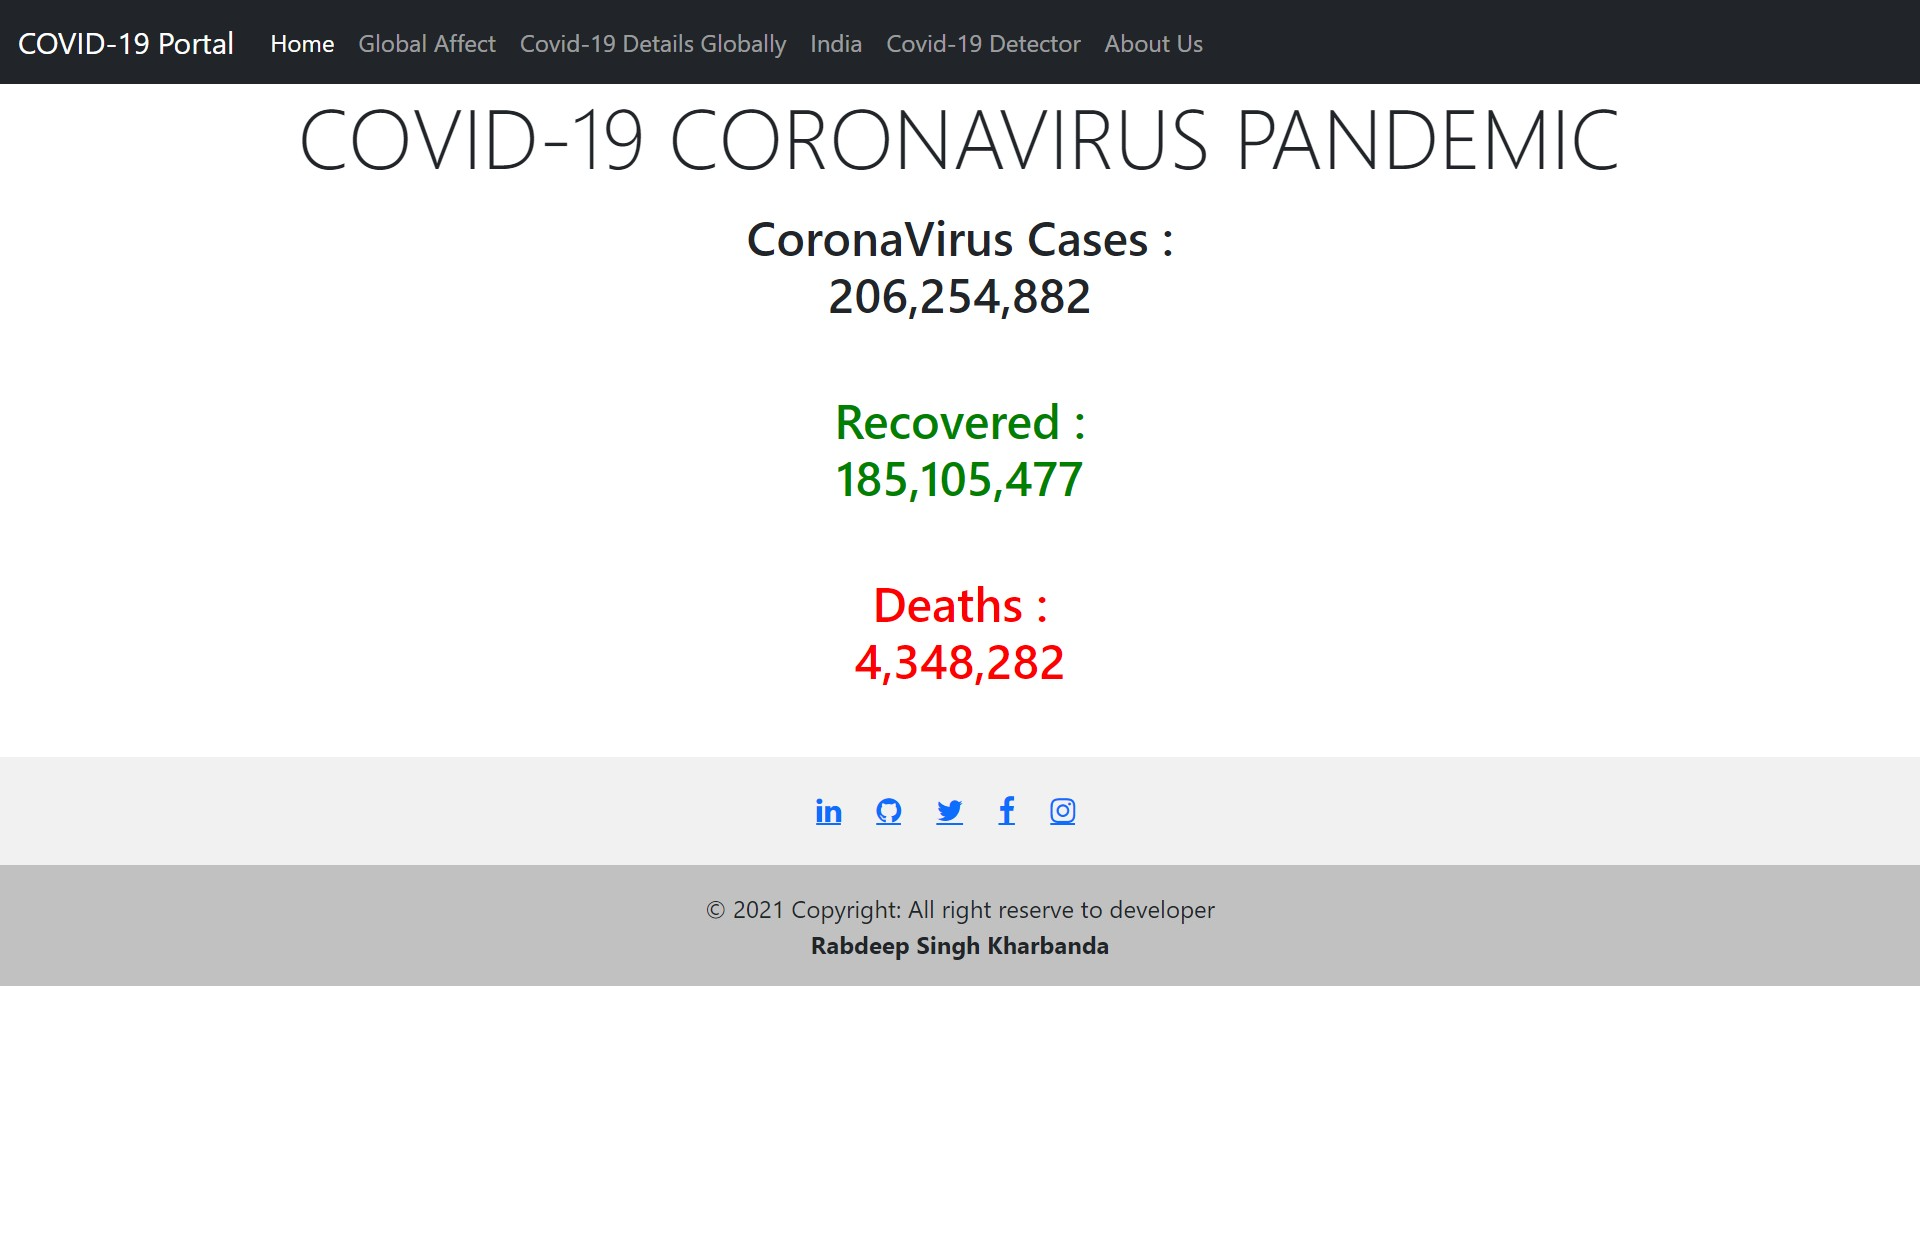 COVID-19 Portal Home Global Affect Covid-19 Details Globally India Covid-19 Detector About Us
COVID-19 CORONAVIRUS PANDEMIC
CoronaVirus Cases :
206,254,882
Recovered :
185,105,477
Deaths :
4,348,282
© 2021 Copyright: All right reserve to developer
Rabdeep Singh Kharbanda